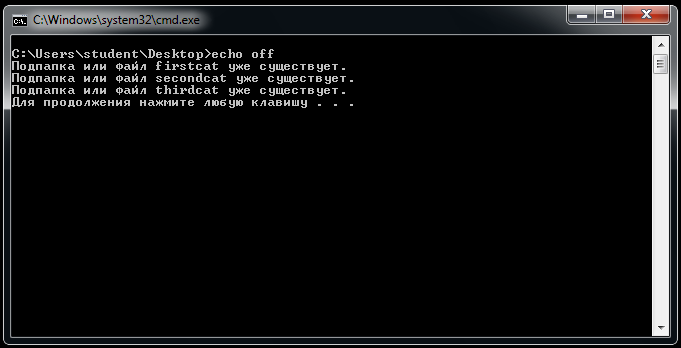 C:\Windows\system32\cmd.exe
C:\Users\student\Desktop>echo off
Подпапка или файл firstcat уже существует.
Подпапка или файл secondcat уже существует.
Подпапка или файл thirdcat уже существует.
Для продолжения нажмите любую клавишу . . .